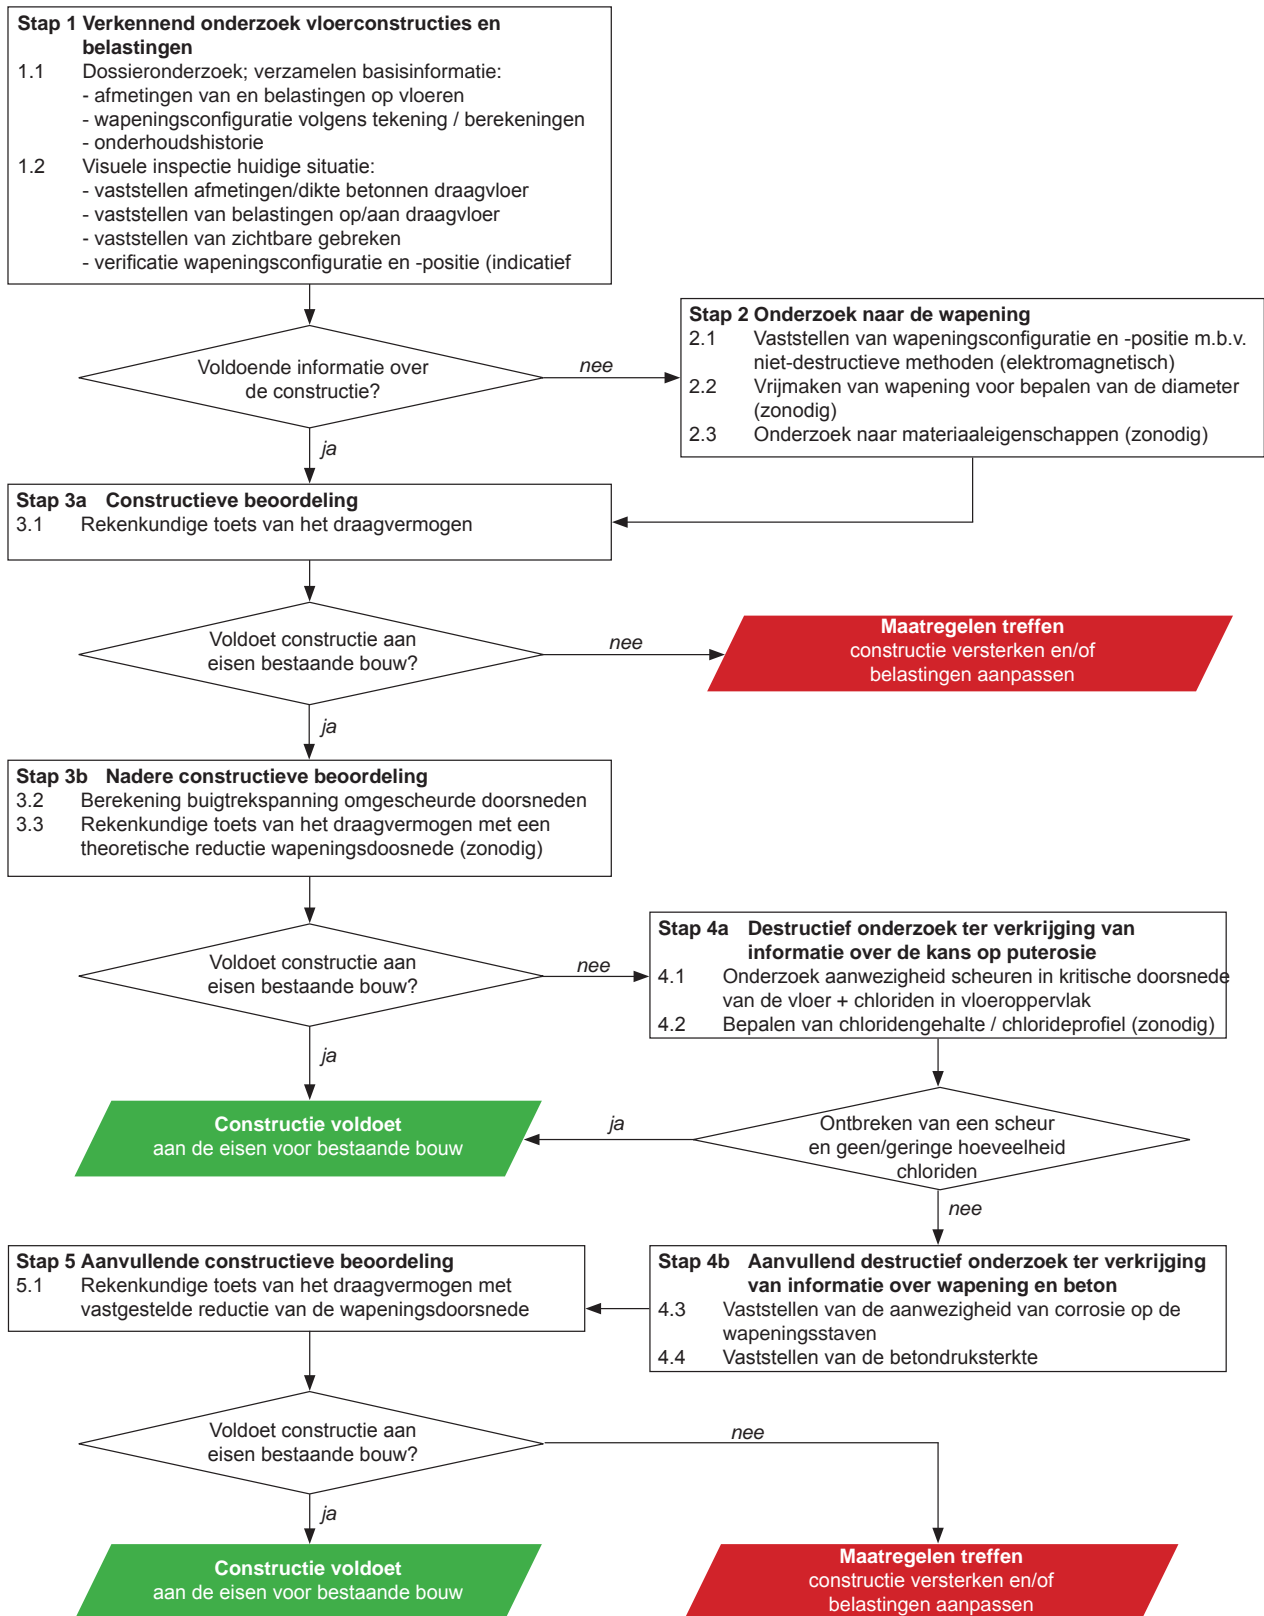 Stap 1 Verkennend onderzoek vloerconstructies en
belastingen
1.1 Dossieronderzoek; verzamelen basisinformatie:
- afmetingen van en belastingen op vloeren
- wapeningsconfiguratie volgens tekening / berekeningen
- onderhoudshistorie
1.2 Visuele inspectie huidige situatie:
- vaststellen afmetingen/dikte betonnen draagvloer
- vaststellen van belastingen op/aan draagvloer
- vaststellen van zichtbare gebreken
- verificatie wapeningsconfiguratie en -positie (indicatief
Voldoende informatie over
de constructie?
nee
ja
Stap 2 Onderzoek naar de wapening
2.1 Vaststellen van wapeningsconfiguratie en -positie m.b.v.
niet-destructieve methoden (elektromagnetisch)
2.2 Vrijmaken van wapening voor bepalen van de diameter
(zonodig)
2.3 Onderzoek naar materiaaleigenschappen (zonodig)
Stap 3a Constructieve beoordeling
3.1 Rekenkundige toets van het draagvermogen
Voldoet constructie aan
eisen bestaande bouw?
nee
ja
Maatregelen treffen
constructie versterken en/of
belastingen aanpassen
Stap 3b Nadere constructieve beoordeling
3.2 Berekening buigtrekspanning omgescheurde doorsneden
3.3 Rekenkundige toets van het draagvermogen met een
theoretische reductie wapeningsdoosnede (zonodig)
Voldoet constructie aan
eisen bestaande bouw?
nee
ja
Stap 4a Destructief onderzoek ter verkrijging van
informatie over de kans op puterosie
4.1 Onderzoek aanwezigheid scheuren in kritische doorsnede
van de vloer + chloriden in vloeroppervlak
4.2 Bepalen van chloridengehalte / chlorideprofiel (zonodig)
Constructie voldoet
aan de eisen voor bestaande bouw
ja
Ontbreken van een scheur
en geen/geringe hoeveelheid
chloriden
nee
Stap 5 Aanvullende constructieve beoordeling
5.1 Rekenkundige toets van het draagvermogen met
vastgestelde reductie van de wapeningsdoorsnede
Stap 4b Aanvullend destructief onderzoek ter verkrijging
van informatie over wapening en beton
4.3 Vaststellen van de aanwezigheid van corrosie op de
wapeningsstaven
4.4 Vaststellen van de betondruksterkte
Voldoet constructie aan
eisen bestaande bouw?
nee
ja
Constructie voldoet
aan de eisen voor bestaande bouw
Maatregelen treffen
constructie versterken en/of
belastingen aanpassen